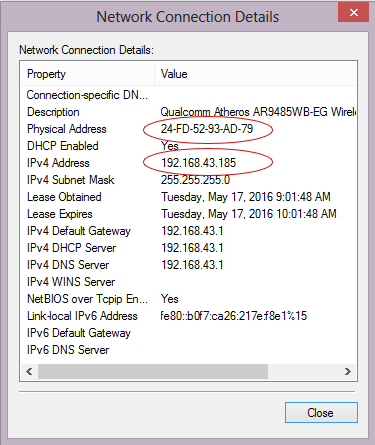 Network Connection Details
Network Connection Details:
Property Value
Connection-specific DN...
Description Qualcomm Atheros AR9485WB-EG Wirele
Physical Address 24-FD-52-93-AD-79
DHCP Enabled Yes
IPv4 Address 192.168.43.185
IPv4 Subnet Mask 255.255.255.0
Lease Obtained Tuesday, May 17, 2016 9:01:48 AM
Lease Expires Tuesday, May 17, 2016 10:01:48 AM
IPv4 Default Gateway 192.168.43.1
IPv4 DHCP Server 192.168.43.1
IPv4 DNS Server 192.168.43.1
IPv4 WINS Server
NetBIOS over Tcpip En... Yes
Link-local IPv6 Address fe80::b0f7:ca26:217e:f8e1%15
IPv6 Default Gateway
IPv6 DNS Server
Close